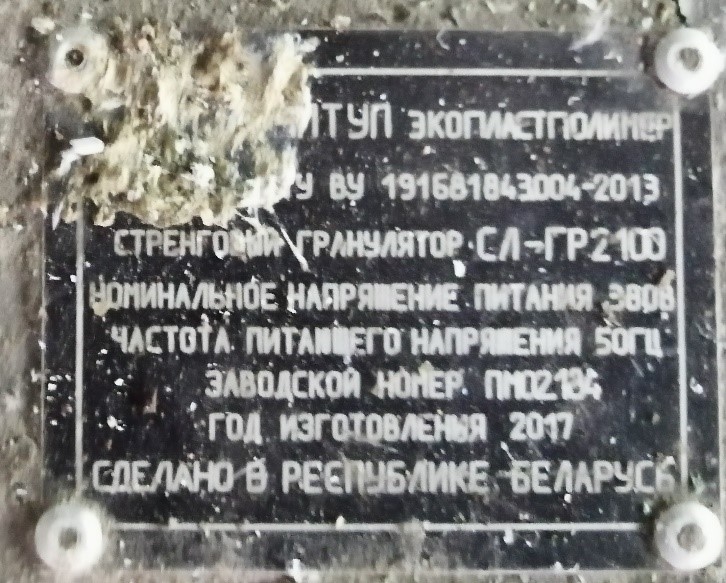 ЧТУП ЭКОПЛАСТПОЛИМЕР
ТУ BY 191681843.004-2013
СТРЕНГОВЫЙ ГРАНУЛЯТОР СЛ-ГР2100
НОМИНАЛЬНОЕ НАПРЯЖЕНИЕ ПИТАНИЯ 380В
ЧАСТОТА ПИТАЮЩЕГО НАПРЯЖЕНИЯ 50ГЦ
ЗАВОДСКОЙ НОМЕР ПМ02134
ГОД ИЗГОТОВЛЕНИЯ 2017
СДЕЛАНО В РЕСПУБЛИКЕ БЕЛАРУСЬ